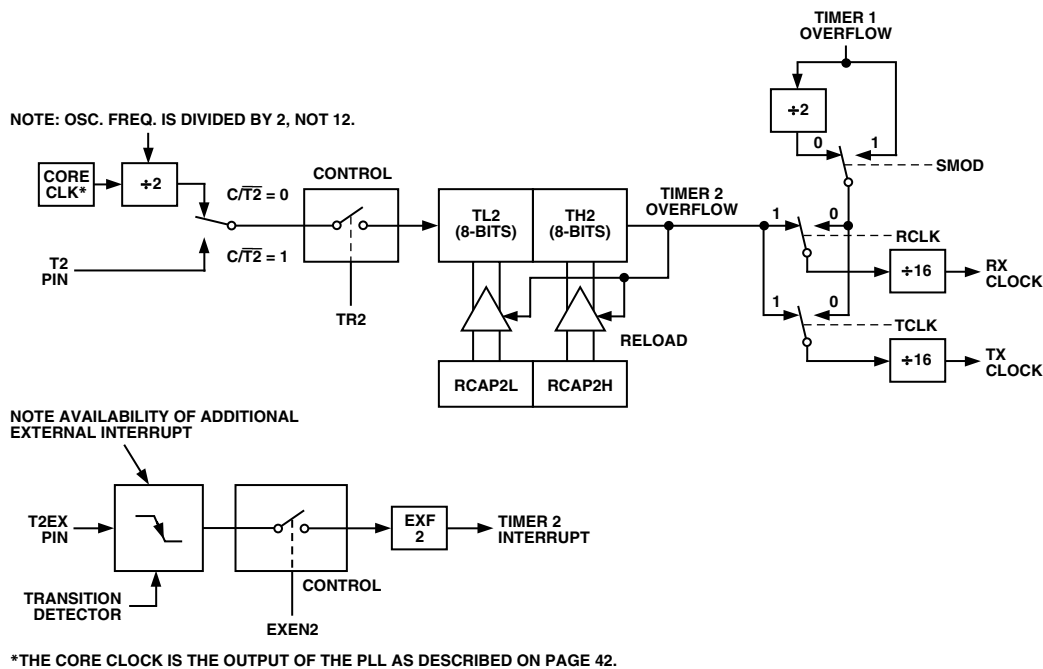 TIMER 1
OVERFLOW
÷2
0
1
SMOD
NOTE: OSC. FREQ. IS DIVIDED BY 2, NOT 12.
CORE
CLK*
÷2
C/T2 = 0
C/T2 = 1
T2
PIN
CONTROL
TR2
TL2
(8-BITS)
TH2
(8-BITS)
TIMER 2
OVERFLOW
RELOAD
RCAP2L
RCAP2H
1
0
RCLK
÷16
RX
CLOCK
1
0
TCLK
÷16
TX
CLOCK
NOTE AVAILABILITY OF ADDITIONAL
EXTERNAL INTERRUPT
T2EX
PIN
TRANSITION
DETECTOR
CONTROL
EXEN2
EXF
2
TIMER 2
INTERRUPT
*THE CORE CLOCK IS THE OUTPUT OF THE PLL AS DESCRIBED ON PAGE 42.